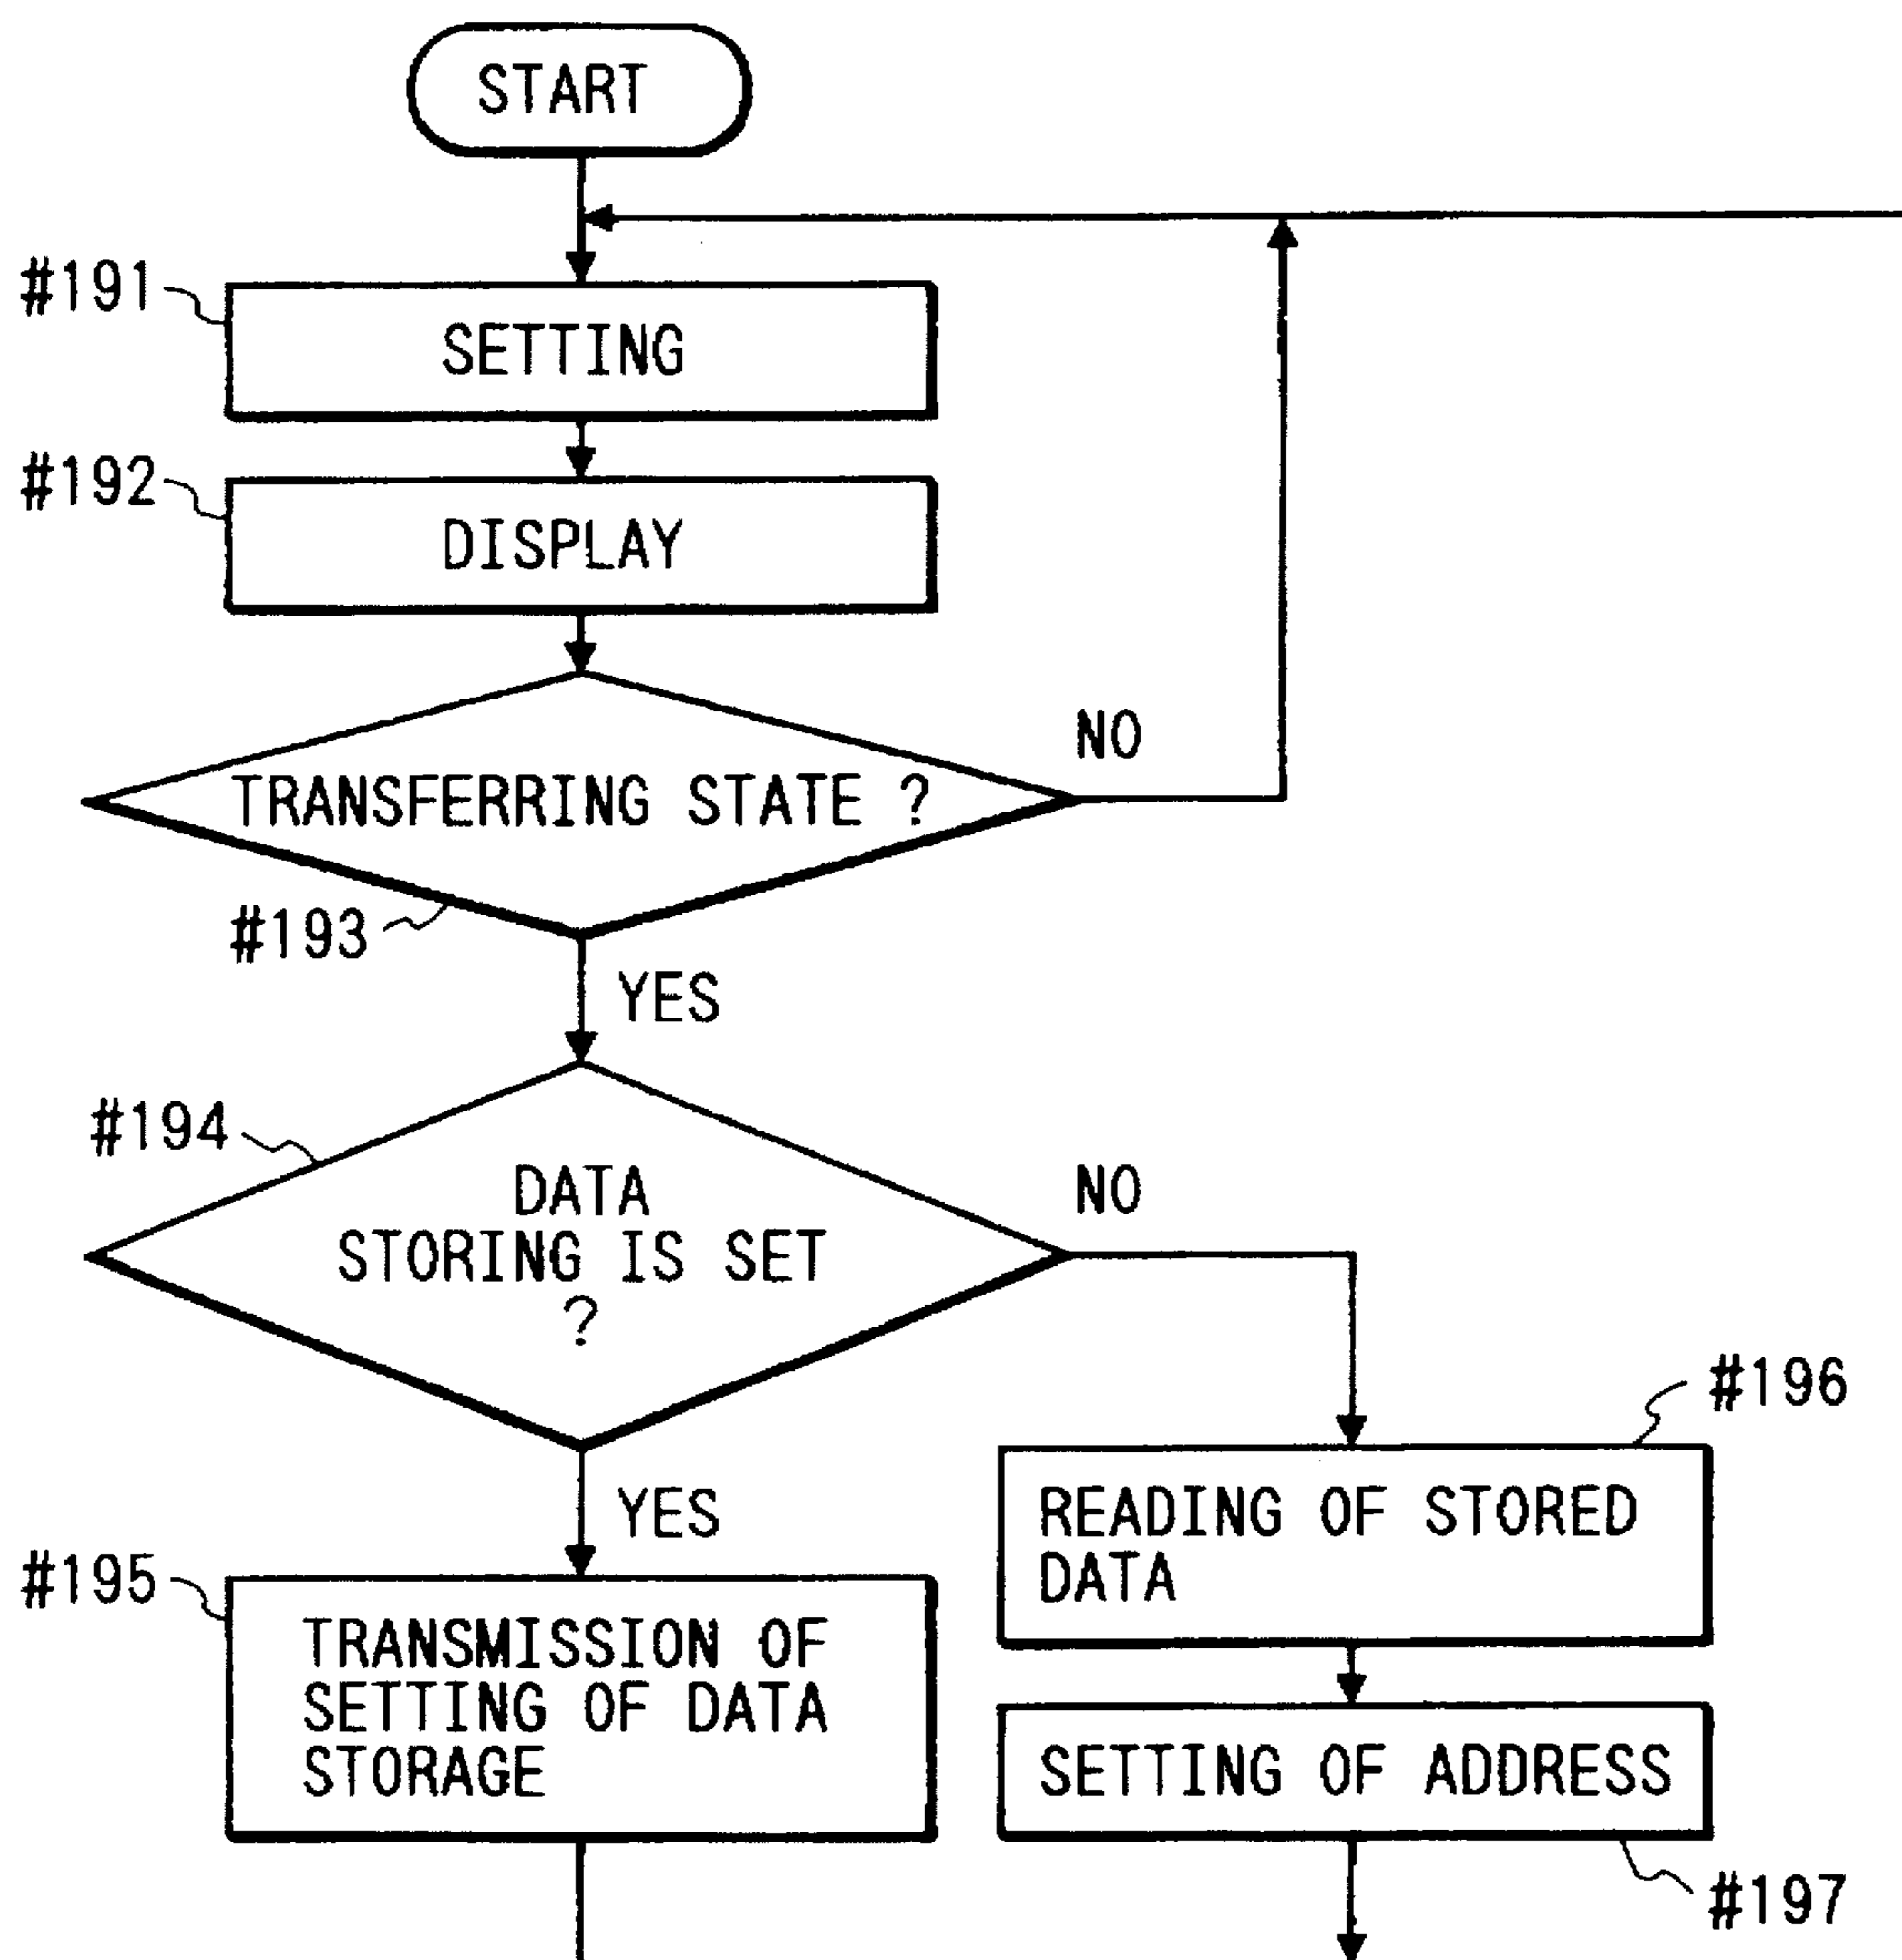 START
#191
SETTING
#192
DISPLAY
TRANSFERRING STATE ?
NO
#193
YES
#194
DATA
STORING IS SET
?
NO
YES
#195
TRANSMISSION OF
SETTING OF DATA
STORAGE
#196
READING OF STORED
DATA
SETTING OF ADDRESS
#197